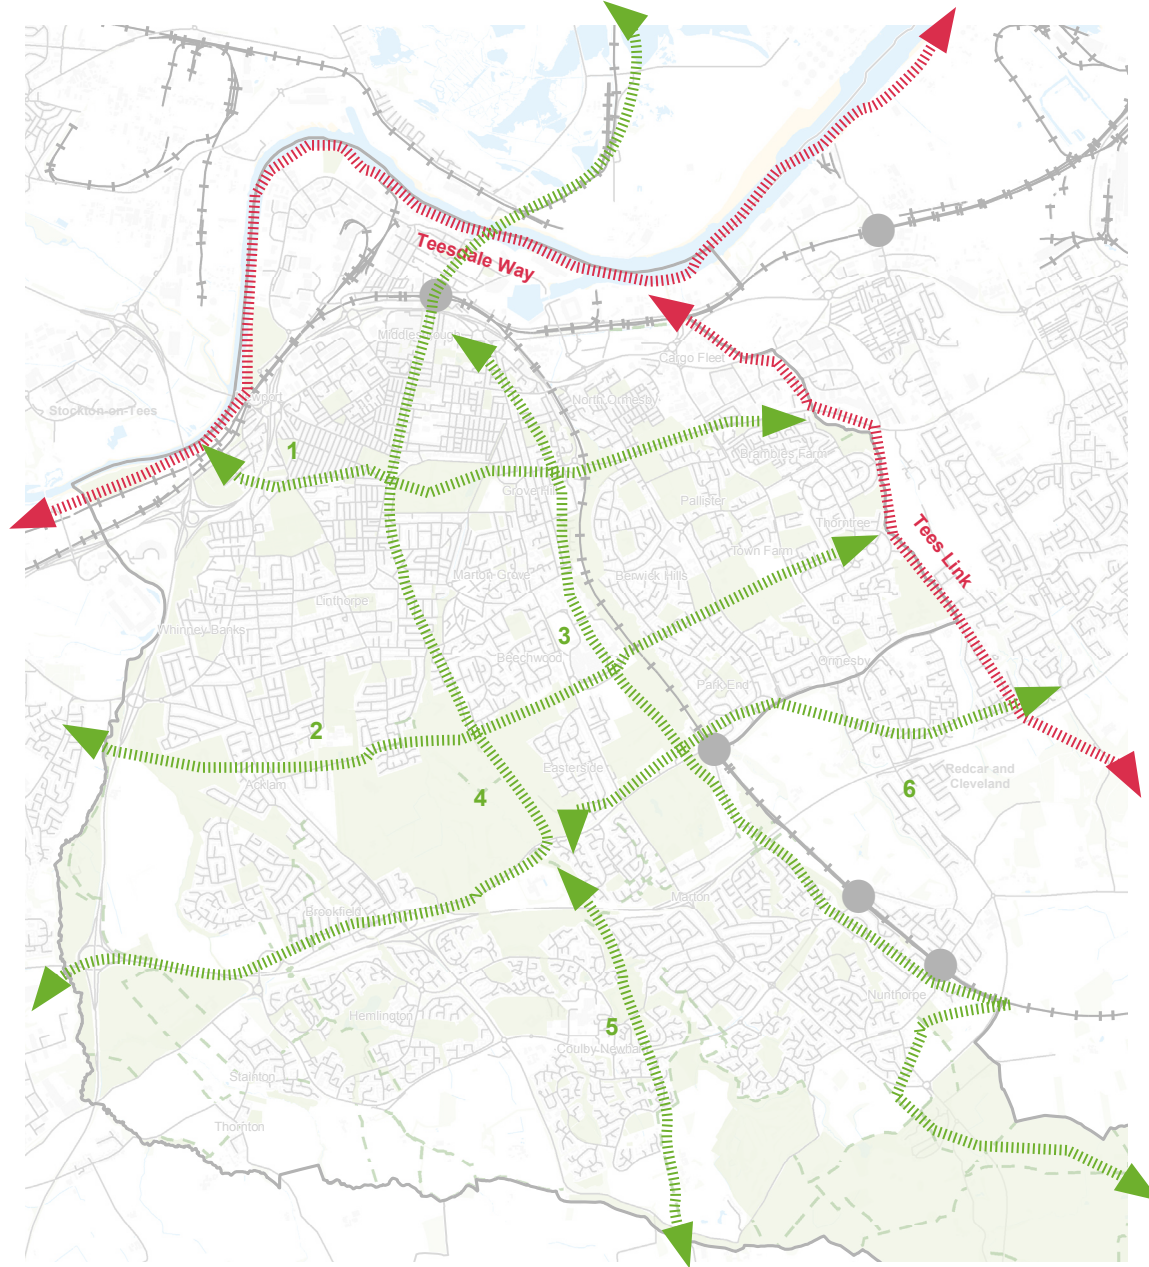 Teesdale Way
Middlesbrough
Cargo Fleet
North Ormesby
Stockton-on-Tees
1
Brambles Farm
Grove Hill
Pallister
Thorntree
Tees Link
Town Farm
Marton Grove
Berwick Hills
Linthorpe
Whinney Banks
3
Beechwood
Ormesby
Park End
2
Easterside
Redcar and
Cleveland
Acklam
4
6
Marton
Brookfield
Nunthorpe
Hemlington
5
Coulby Newham
Stainton
Thornton